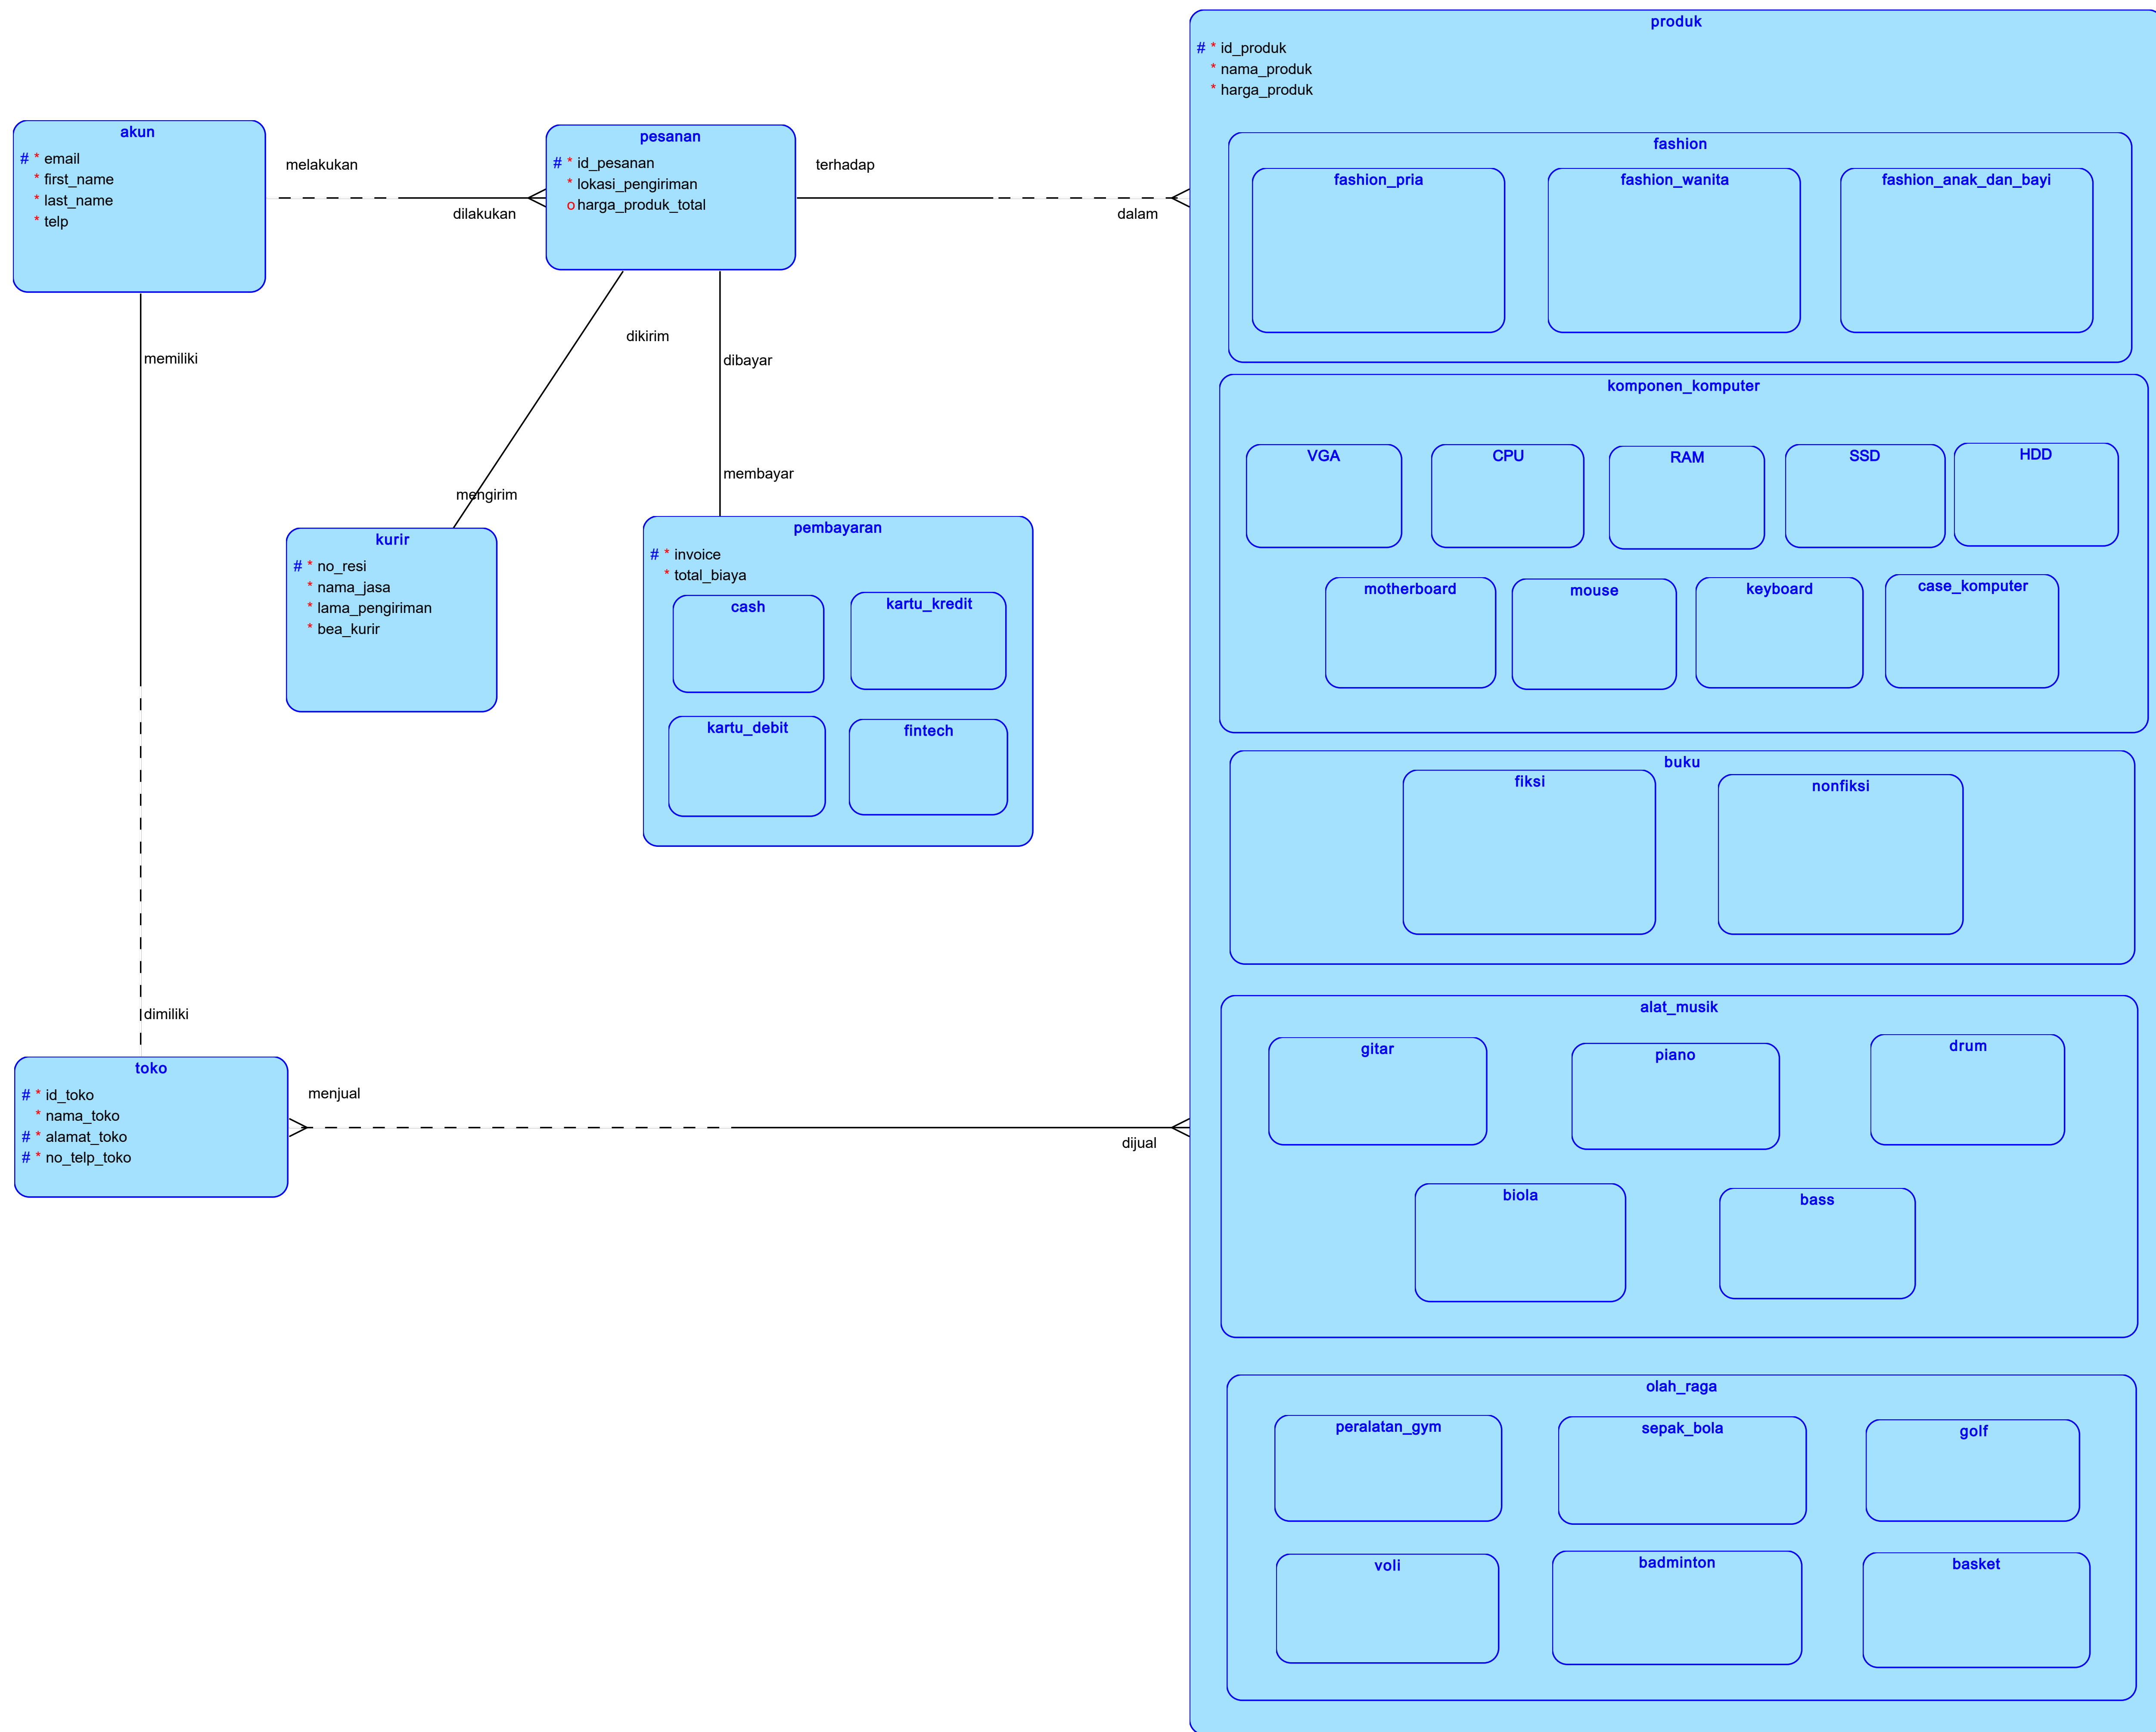 akun
# * email
* first_name
* last_name
* telp
melakukan
dilakukan
pesanan
# * id_pesanan
* lokasi_pengiriman
o harga_produk_total
terhadap
dalam
memiliki
dimiliki
dikirim
mengirim
dibayar
membayar
kurir
# * no_resi
* nama_jasa
* lama_pengiriman
* bea_kurir
pembayaran
# * invoice
* total_biaya
cash
kartu_kredit
kartu_debit
fintech
toko
# * id_toko
* nama_toko
# * alamat_toko
# * no_telp_toko
menjual
dijual
produk
# * id_produk
* nama_produk
* harga_produk
fashion
fashion_pria
fashion_wanita
fashion_anak_dan_bayi
komponen_komputer
VGA
CPU
RAM
SSD
HDD
motherboard
mouse
keyboard
case_komputer
buku
fiksi
nonfiksi
alat_musik
gitar
piano
drum
biola
bass
olah_raga
peralatan_gym
sepak_bola
golf
voli
badminton
basket